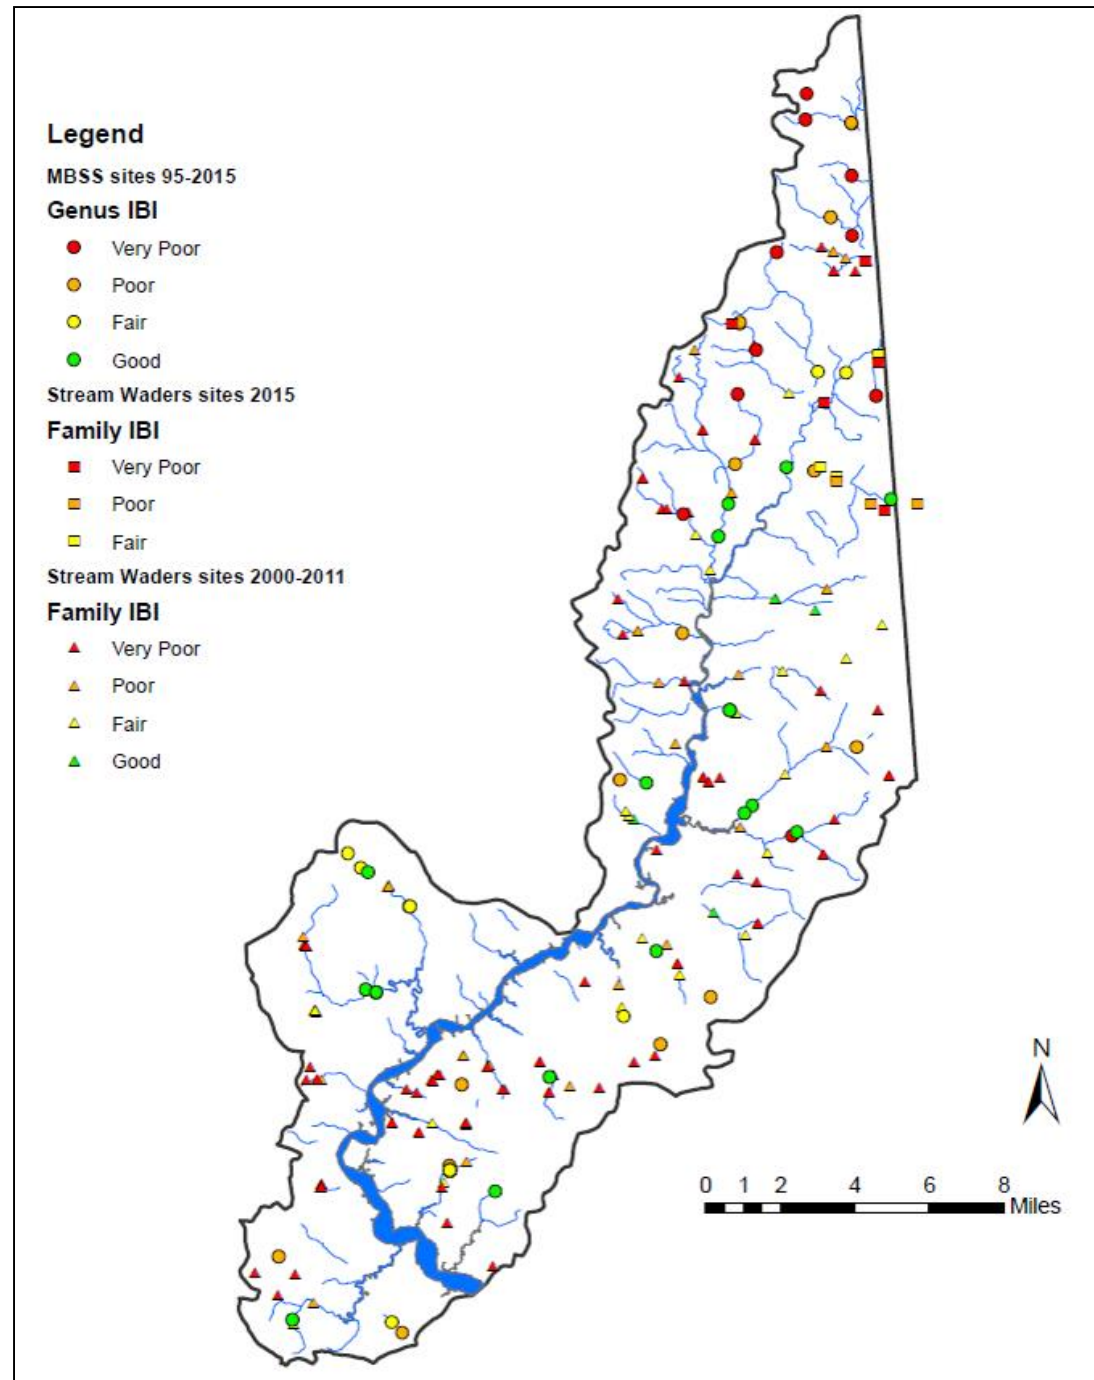 Legend
MBSS sites 95-2015
Genus IBI
Very Poor
Poor
Fair
Good
Stream Waders sites 2015
Family IBI
Very Poor
Poor
Fair
Stream Waders sites 2000-2011
Family IBI
Very Poor
Poor
Fair
Good
N
0 1 2 4 6 8
Miles